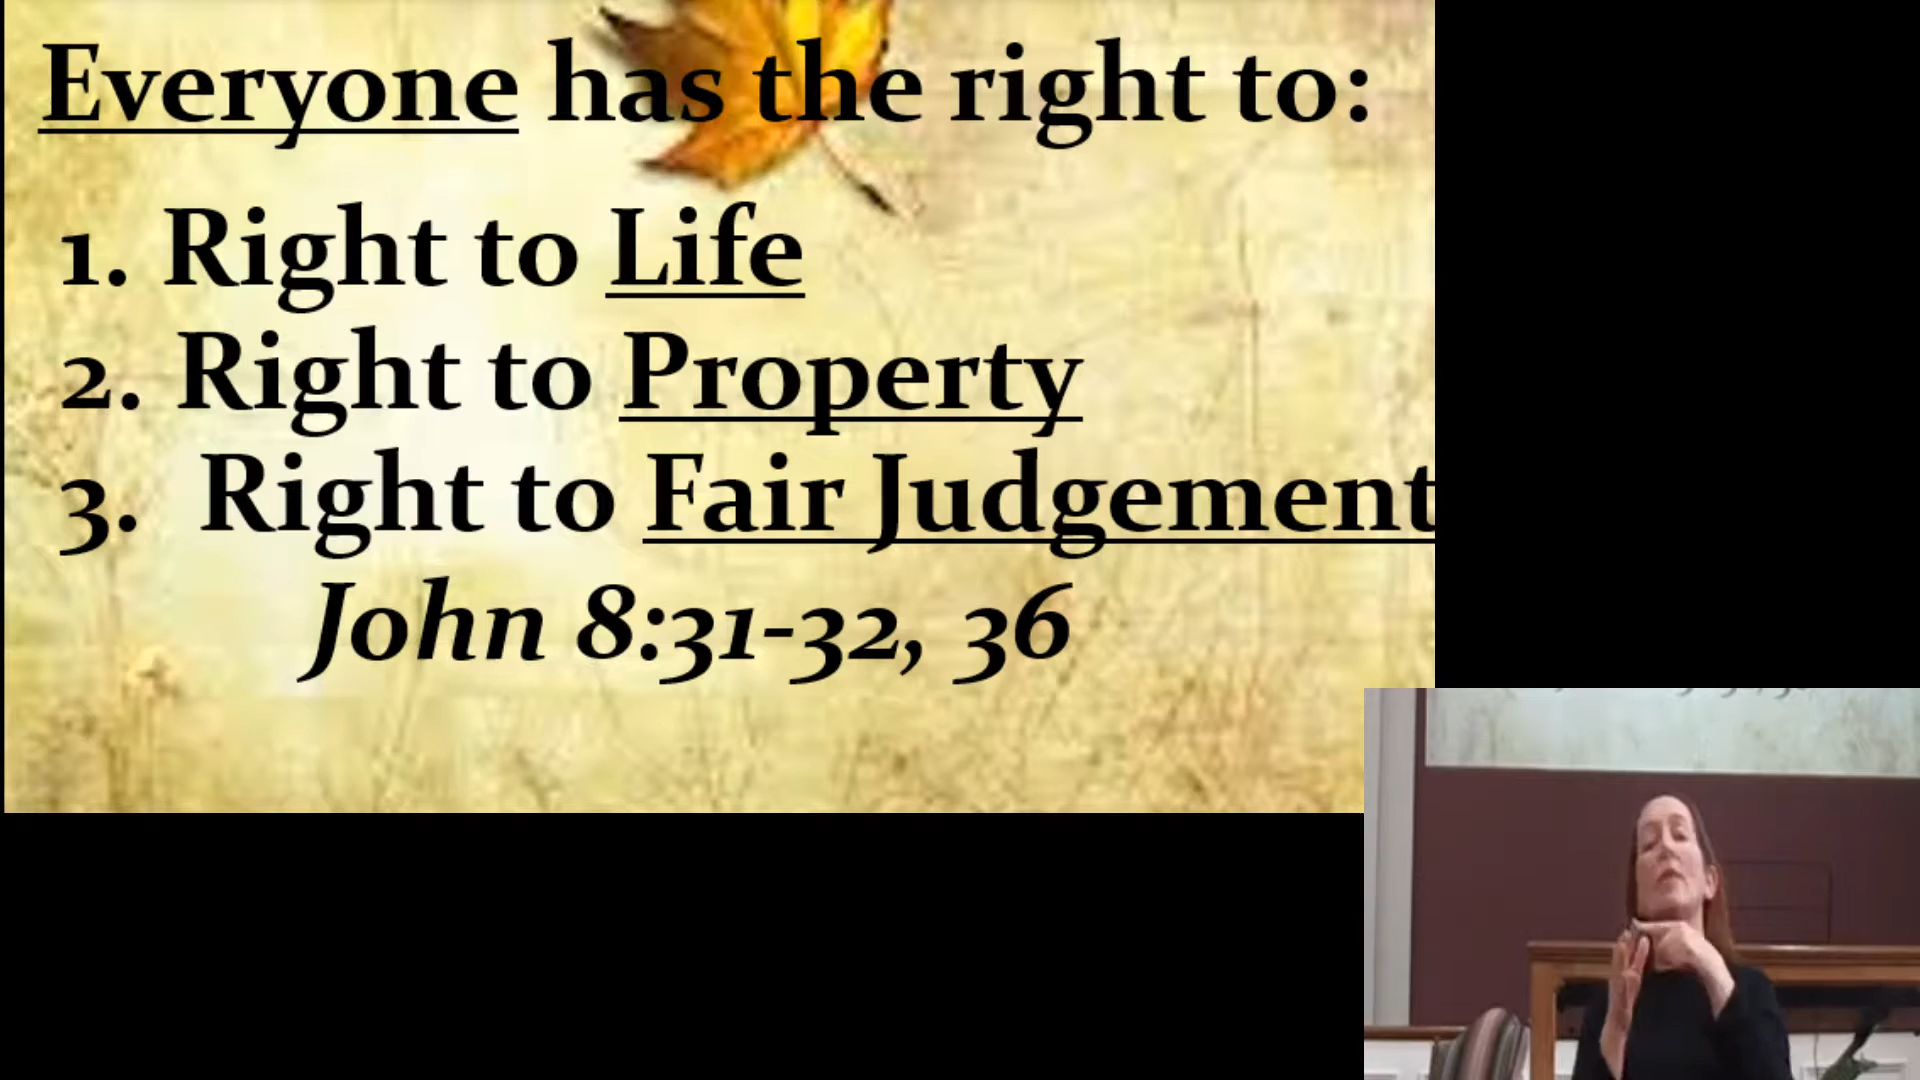 Everyone has the right to:
1. Right to Life
2. Right to Property
3. Right to Fair Judgement
John 8:31-32, 36